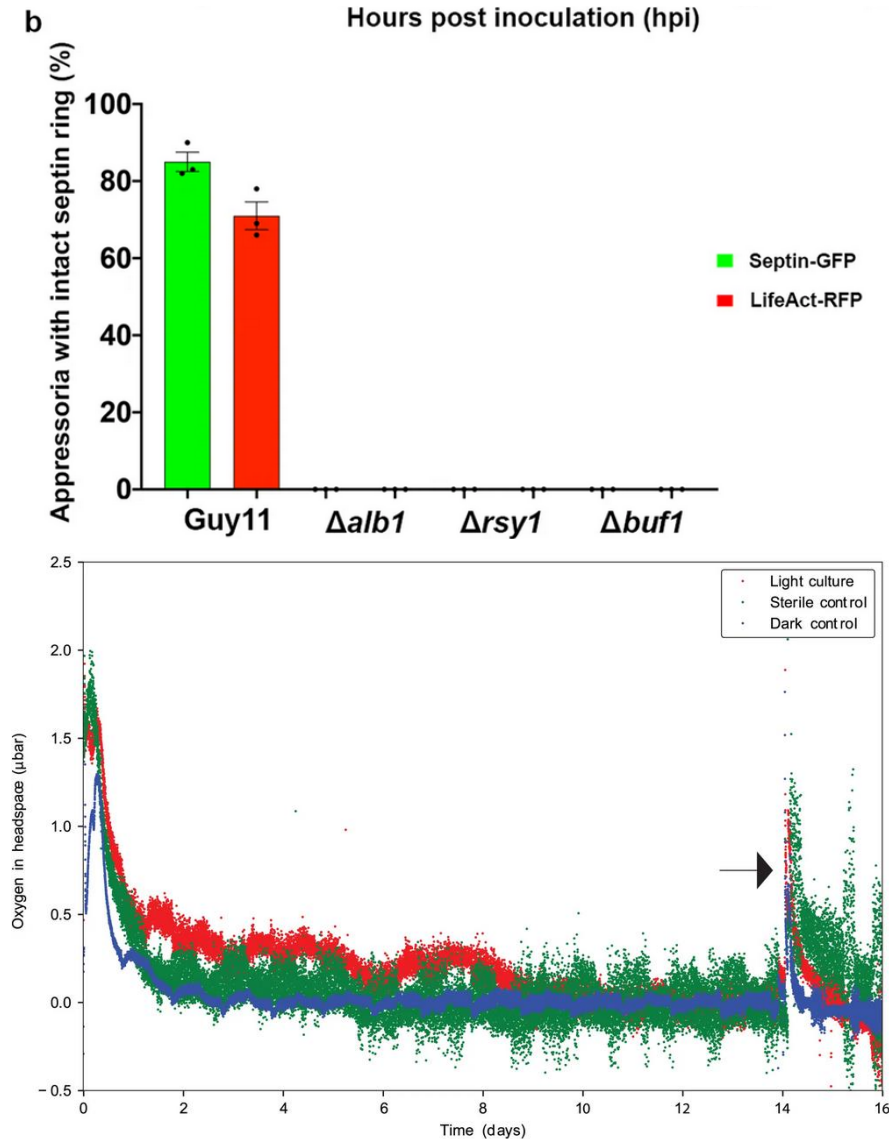 b
Hours post inoculation (hpi)
Appressoria with intact septin ring (%)
100
80
60
40
20
0
Guy11
Δalb1
Δrsy1
Δbuf1
Septin-GFP
LifeAct-RFP
Oxygen in headspace (µbar)
2.5
2.0
1.5
1.0
0.5
0.0
−0.5
Light culture
Sterile control
Dark control
0 2 4 6 8 10 12 14 16
Time (days)